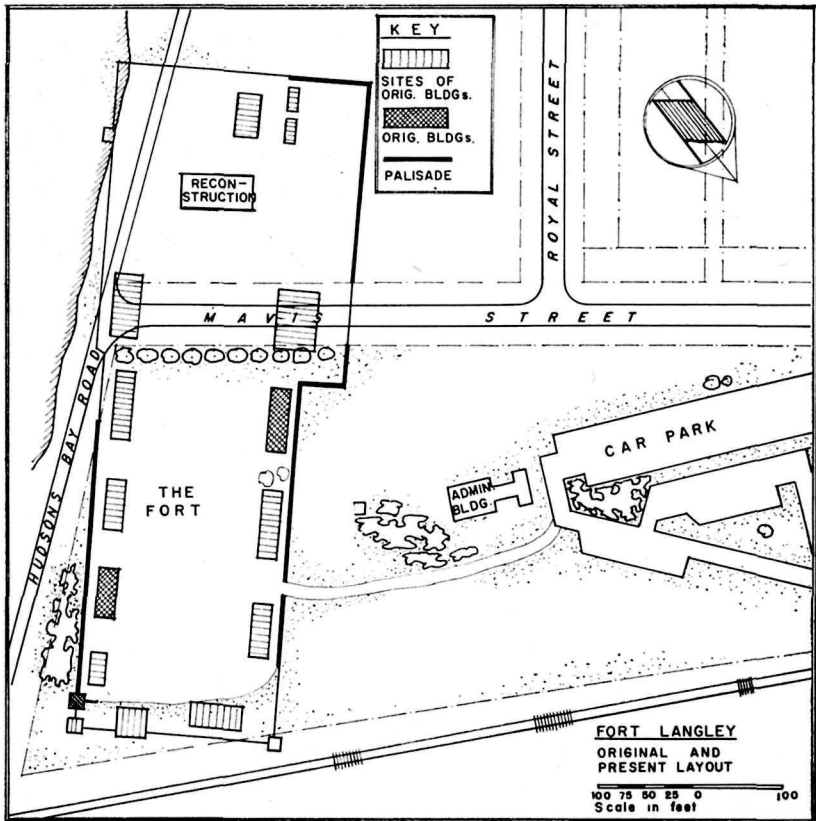 KEY
SITES OF
ORIG. BLDGs.
ORIG. BLDGs.
PALISADE
ROYAL STREET
RECON-
STRUCTION
MAVIS STREET
HUDSONS BAY ROAD
THE
FORT
CAR PARK
ADMIN.
BLDG.
FORT LANGLEY
ORIGINAL AND
PRESENT LAYOUT
100 75 50 25 0 100
Scale in feet